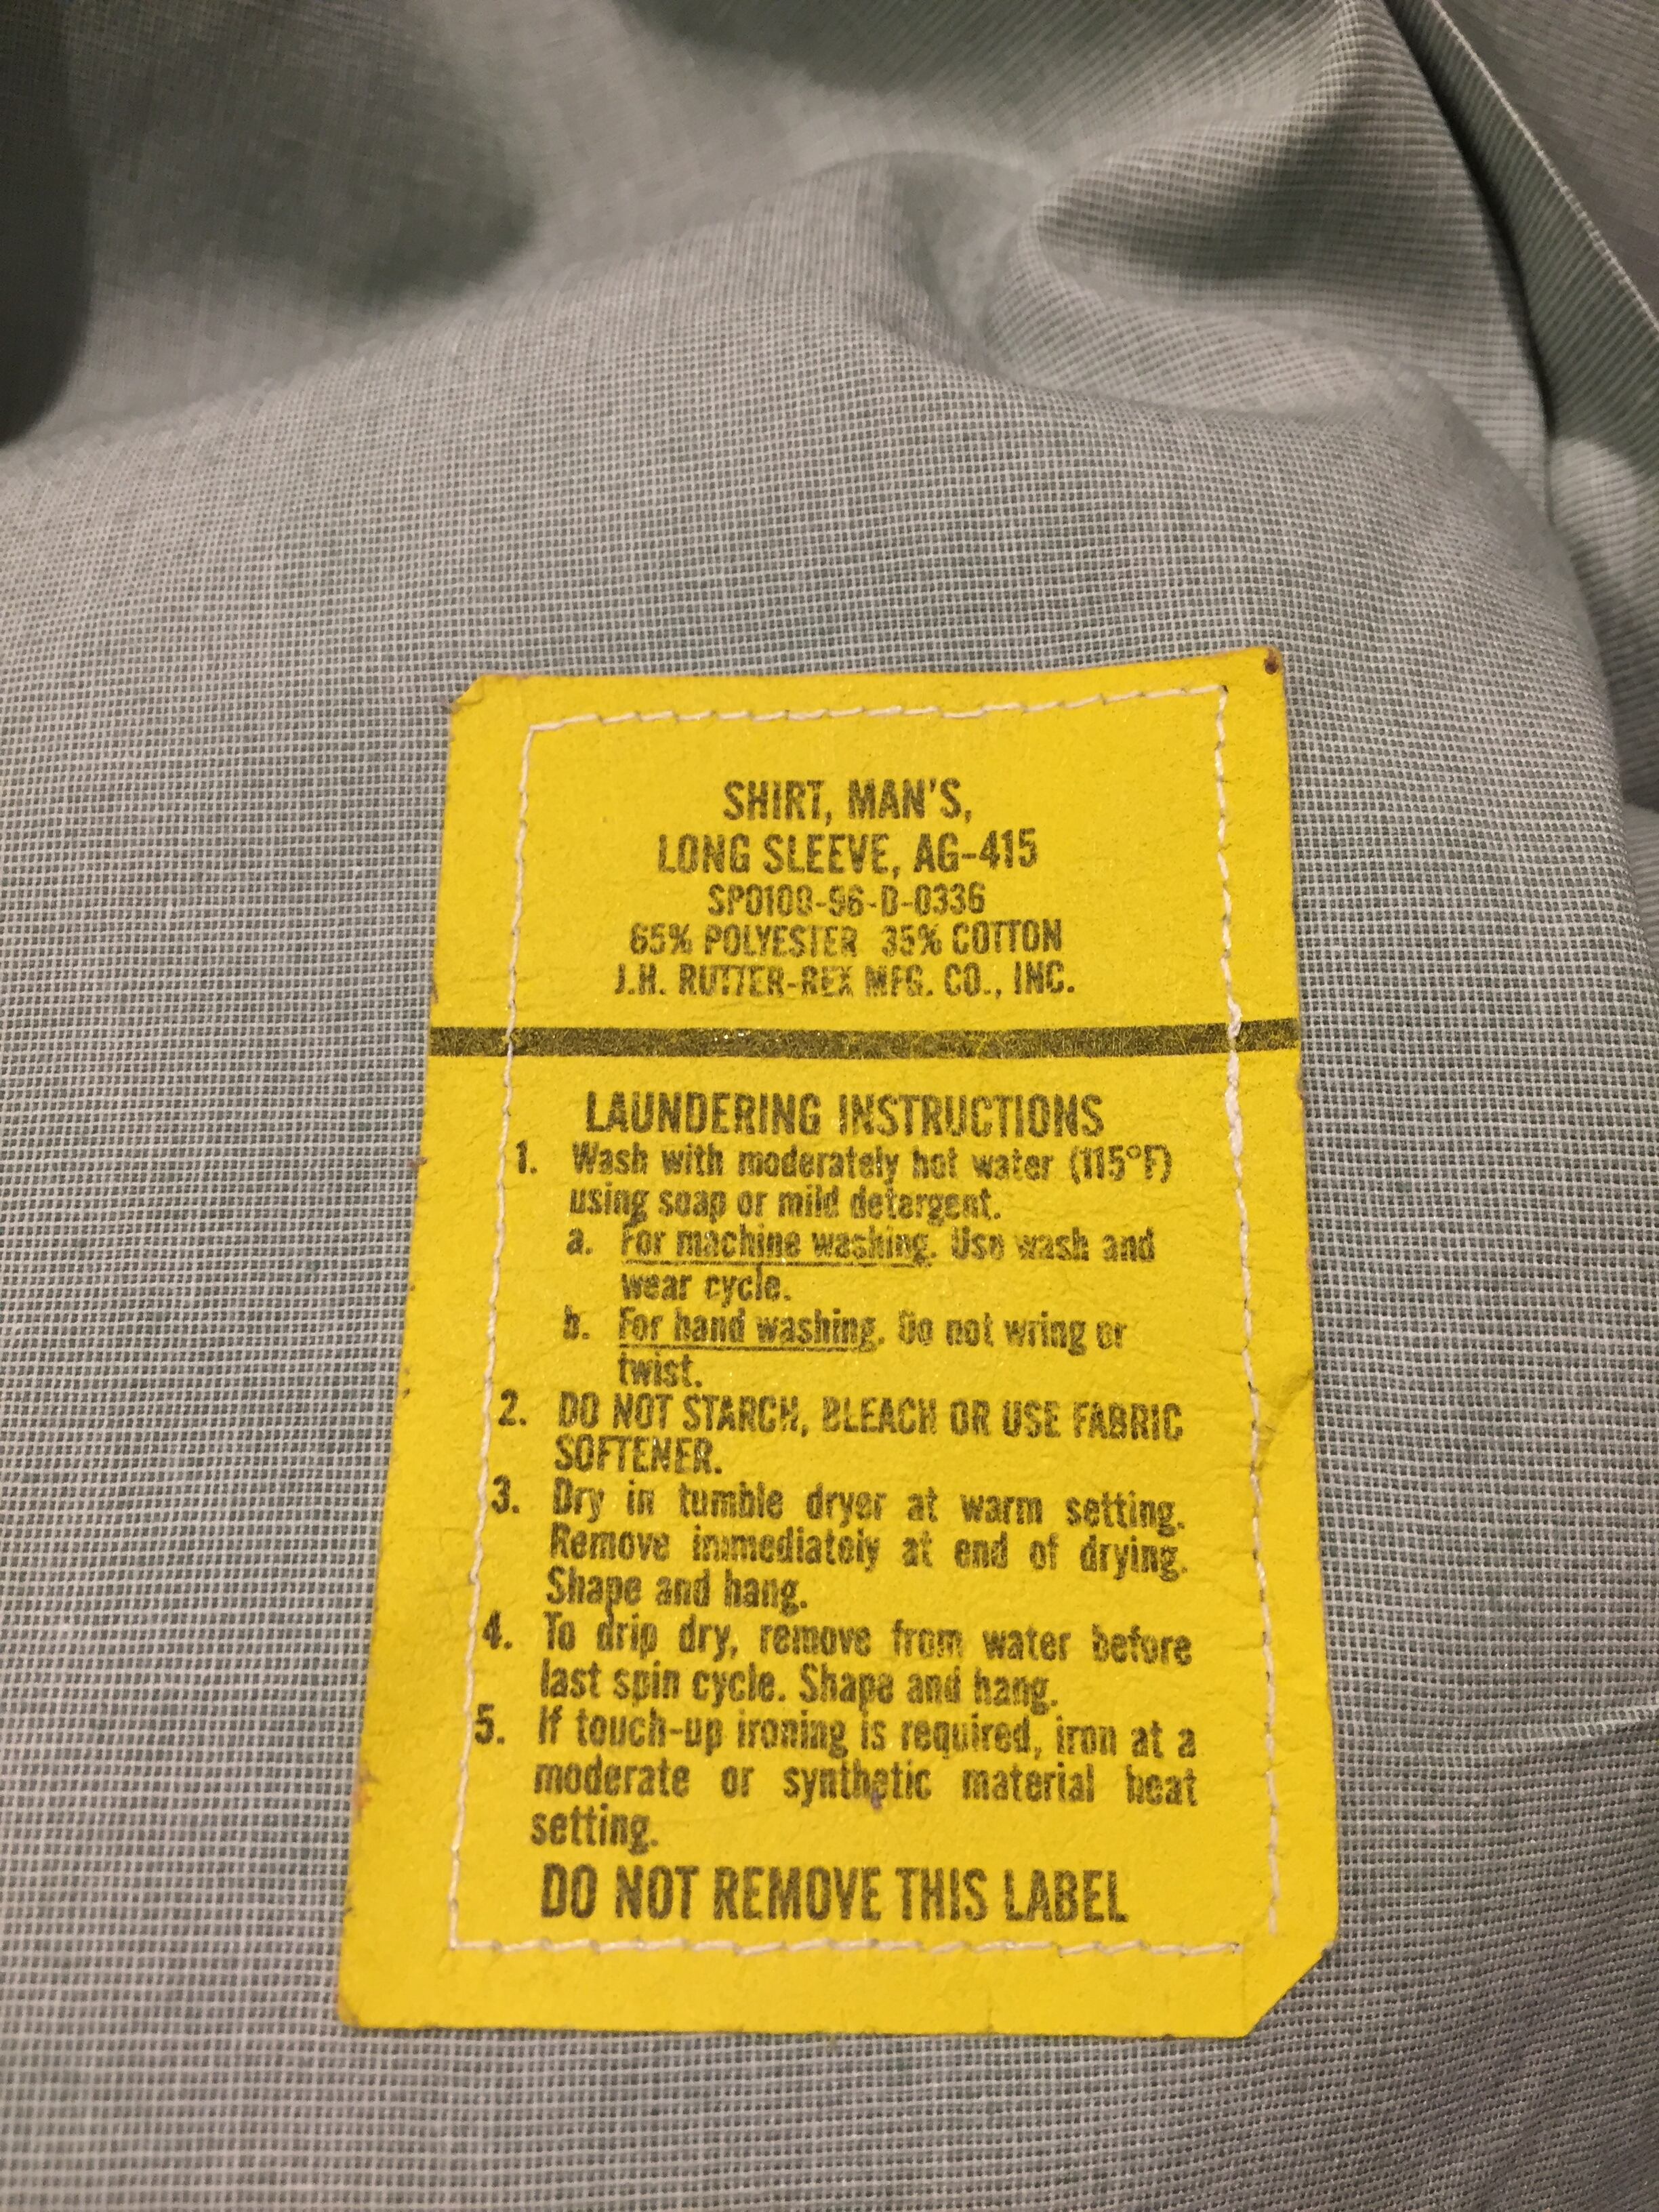 SHIRT, MAN'S,
LONG SLEEVE, AG-415
SPO100-96-D-0336
65% POLYESTER 35% COTTON
J.H. RUTTER-REX MFG. CO., INC.
LAUNDERING INSTRUCTIONS
1. Wash with moderately hot water (115°F)
using soap or mild detergent.
a. For machine washing. Use wash and
wear cycle.
b. For hand washing. Do not wring or
twist.
2. DO NOT STARCH, BLEACH OR USE FABRIC
SOFTENER.
3. Dry in tumble dryer at warm setting.
Remove immediately at end of drying.
Shape and hang.
4. To drip dry, remove from water before
last spin cycle. Shape and hang.
5. If touch-up ironing is required, iron at a
moderate or synthetic material heat
setting.
DO NOT REMOVE THIS LABEL